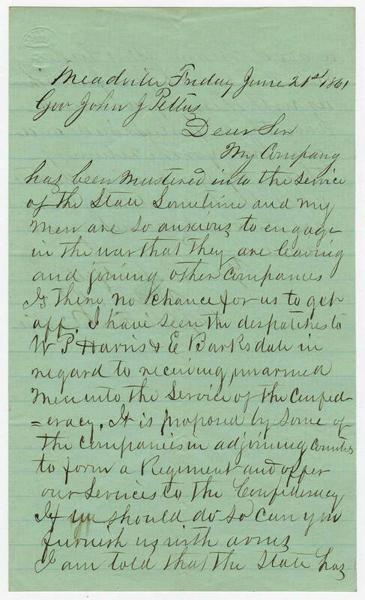 Meadville Friday June 21st 1861
Gov John J Pettus
Dear Sir
My Company
has been mustered into the Service
of the State Sometime and my
men are so anxious to engage
in the war that they are leaving
and joining other Companies
Is there no chance for us to get
off. I have seen the despatches to
W P Harris & E Barksdale in
regard to receiving unarmed
Men into the Service of the Confed
=eracy. It is proposed by some of
the Companies in adjoining Counties
to form a Regiment and offer
our Services to the Confederacy
If we should do so can you
furnish us with arms
I am told that the State has